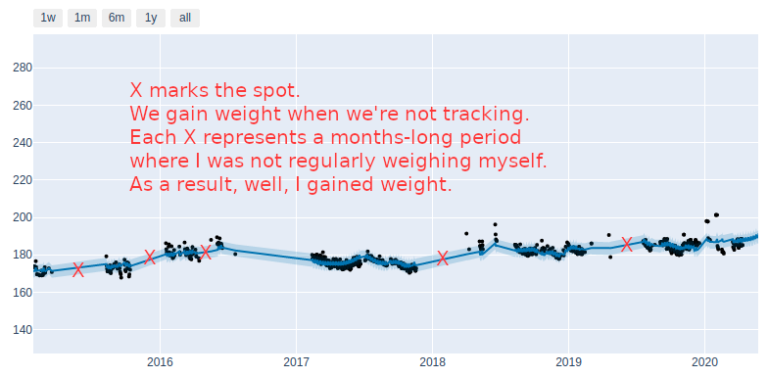 1w 1m 6m 1y all
280
260
240
220
200
180
160
140
X marks the spot.
We gain weight when we're not tracking.
Each X represents a months-long period
where I was not regularly weighing myself.
As a result, well, I gained weight.
X X X X X
2016 2017 2018 2019 2020